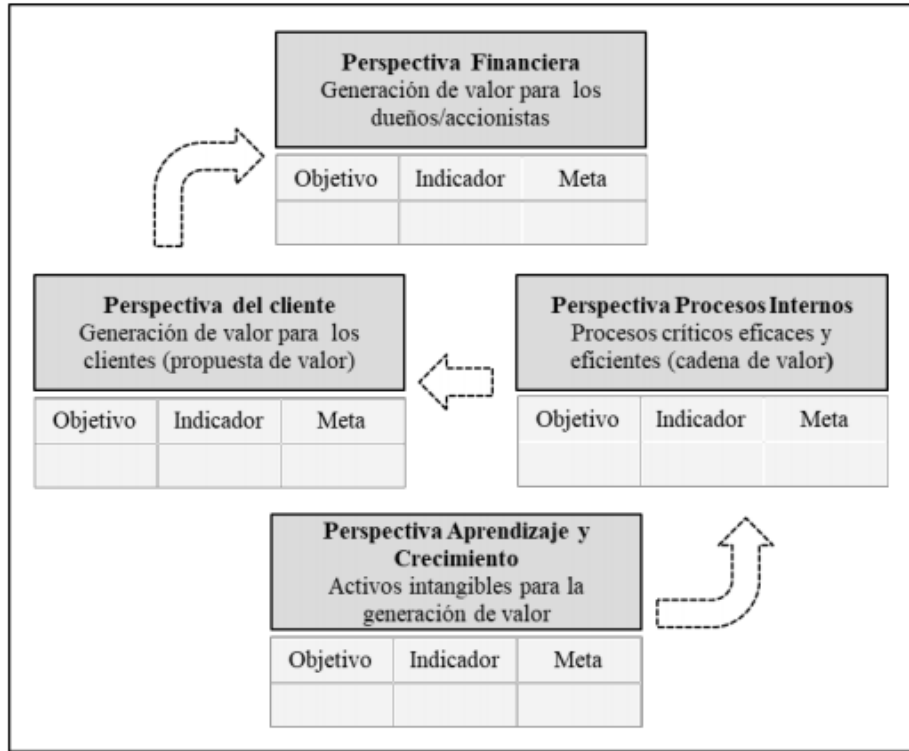 Perspectiva Financiera
Generación de valor para los
dueños/accionistas
Objetivo Indicador Meta
Perspectiva del cliente
Generación de valor para los
clientes (propuesta de valor)
Objetivo Indicador Meta
Perspectiva Procesos Internos
Procesos críticos eficaces y
eficientes (cadena de valor)
Objetivo Indicador Meta
Perspectiva Aprendizaje y
Crecimiento
Activos intangibles para la
generación de valor
Objetivo Indicador Meta